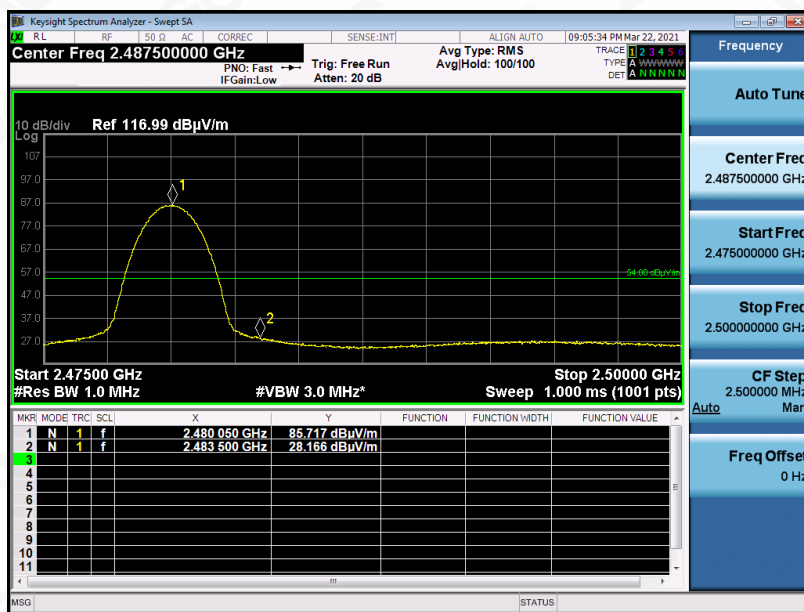 Keysight Spectrum Analyzer - Swept SA
LXI RL RF 50 Ω AC CORREC SENSE:INT ALIGN AUTO 09:05:34 PM Mar 22, 2021
Center Freq 2.487500000 GHz
PNO: Fast
IFGain:Low
Trig: Free Run
Atten: 20 dB
Avg Type: RMS
Avg|Hold: 100/100
TRACE 1 2 3 4 5 6
TYPE A WWWWW
DET A N N N N N
10 dB/div Ref 116.99 dBµV/m
Log
107
97.0
87.0
77.0
67.0
57.0
47.0
37.0
27.0
1
2
54.00 dBµV/m
Start 2.47500 GHz Stop 2.50000 GHz
#Res BW 1.0 MHz #VBW 3.0 MHz* Sweep 1.000 ms (1001 pts)
MKR MODE TRC SCL X Y FUNCTION FUNCTION WIDTH FUNCTION VALUE
1 N 1 f 2.480 050 GHz 85.717 dBµV/m
2 N 1 f 2.483 500 GHz 28.166 dBµV/m
3
4
5
6
7
8
9
10
11
MSG STATUS
Frequency
Auto Tune
Center Freq
2.487500000 GHz
Start Freq
2.475000000 GHz
Stop Freq
2.500000000 GHz
CF Step
2.500000 MHz
Auto Man
Freq Offset
0 Hz